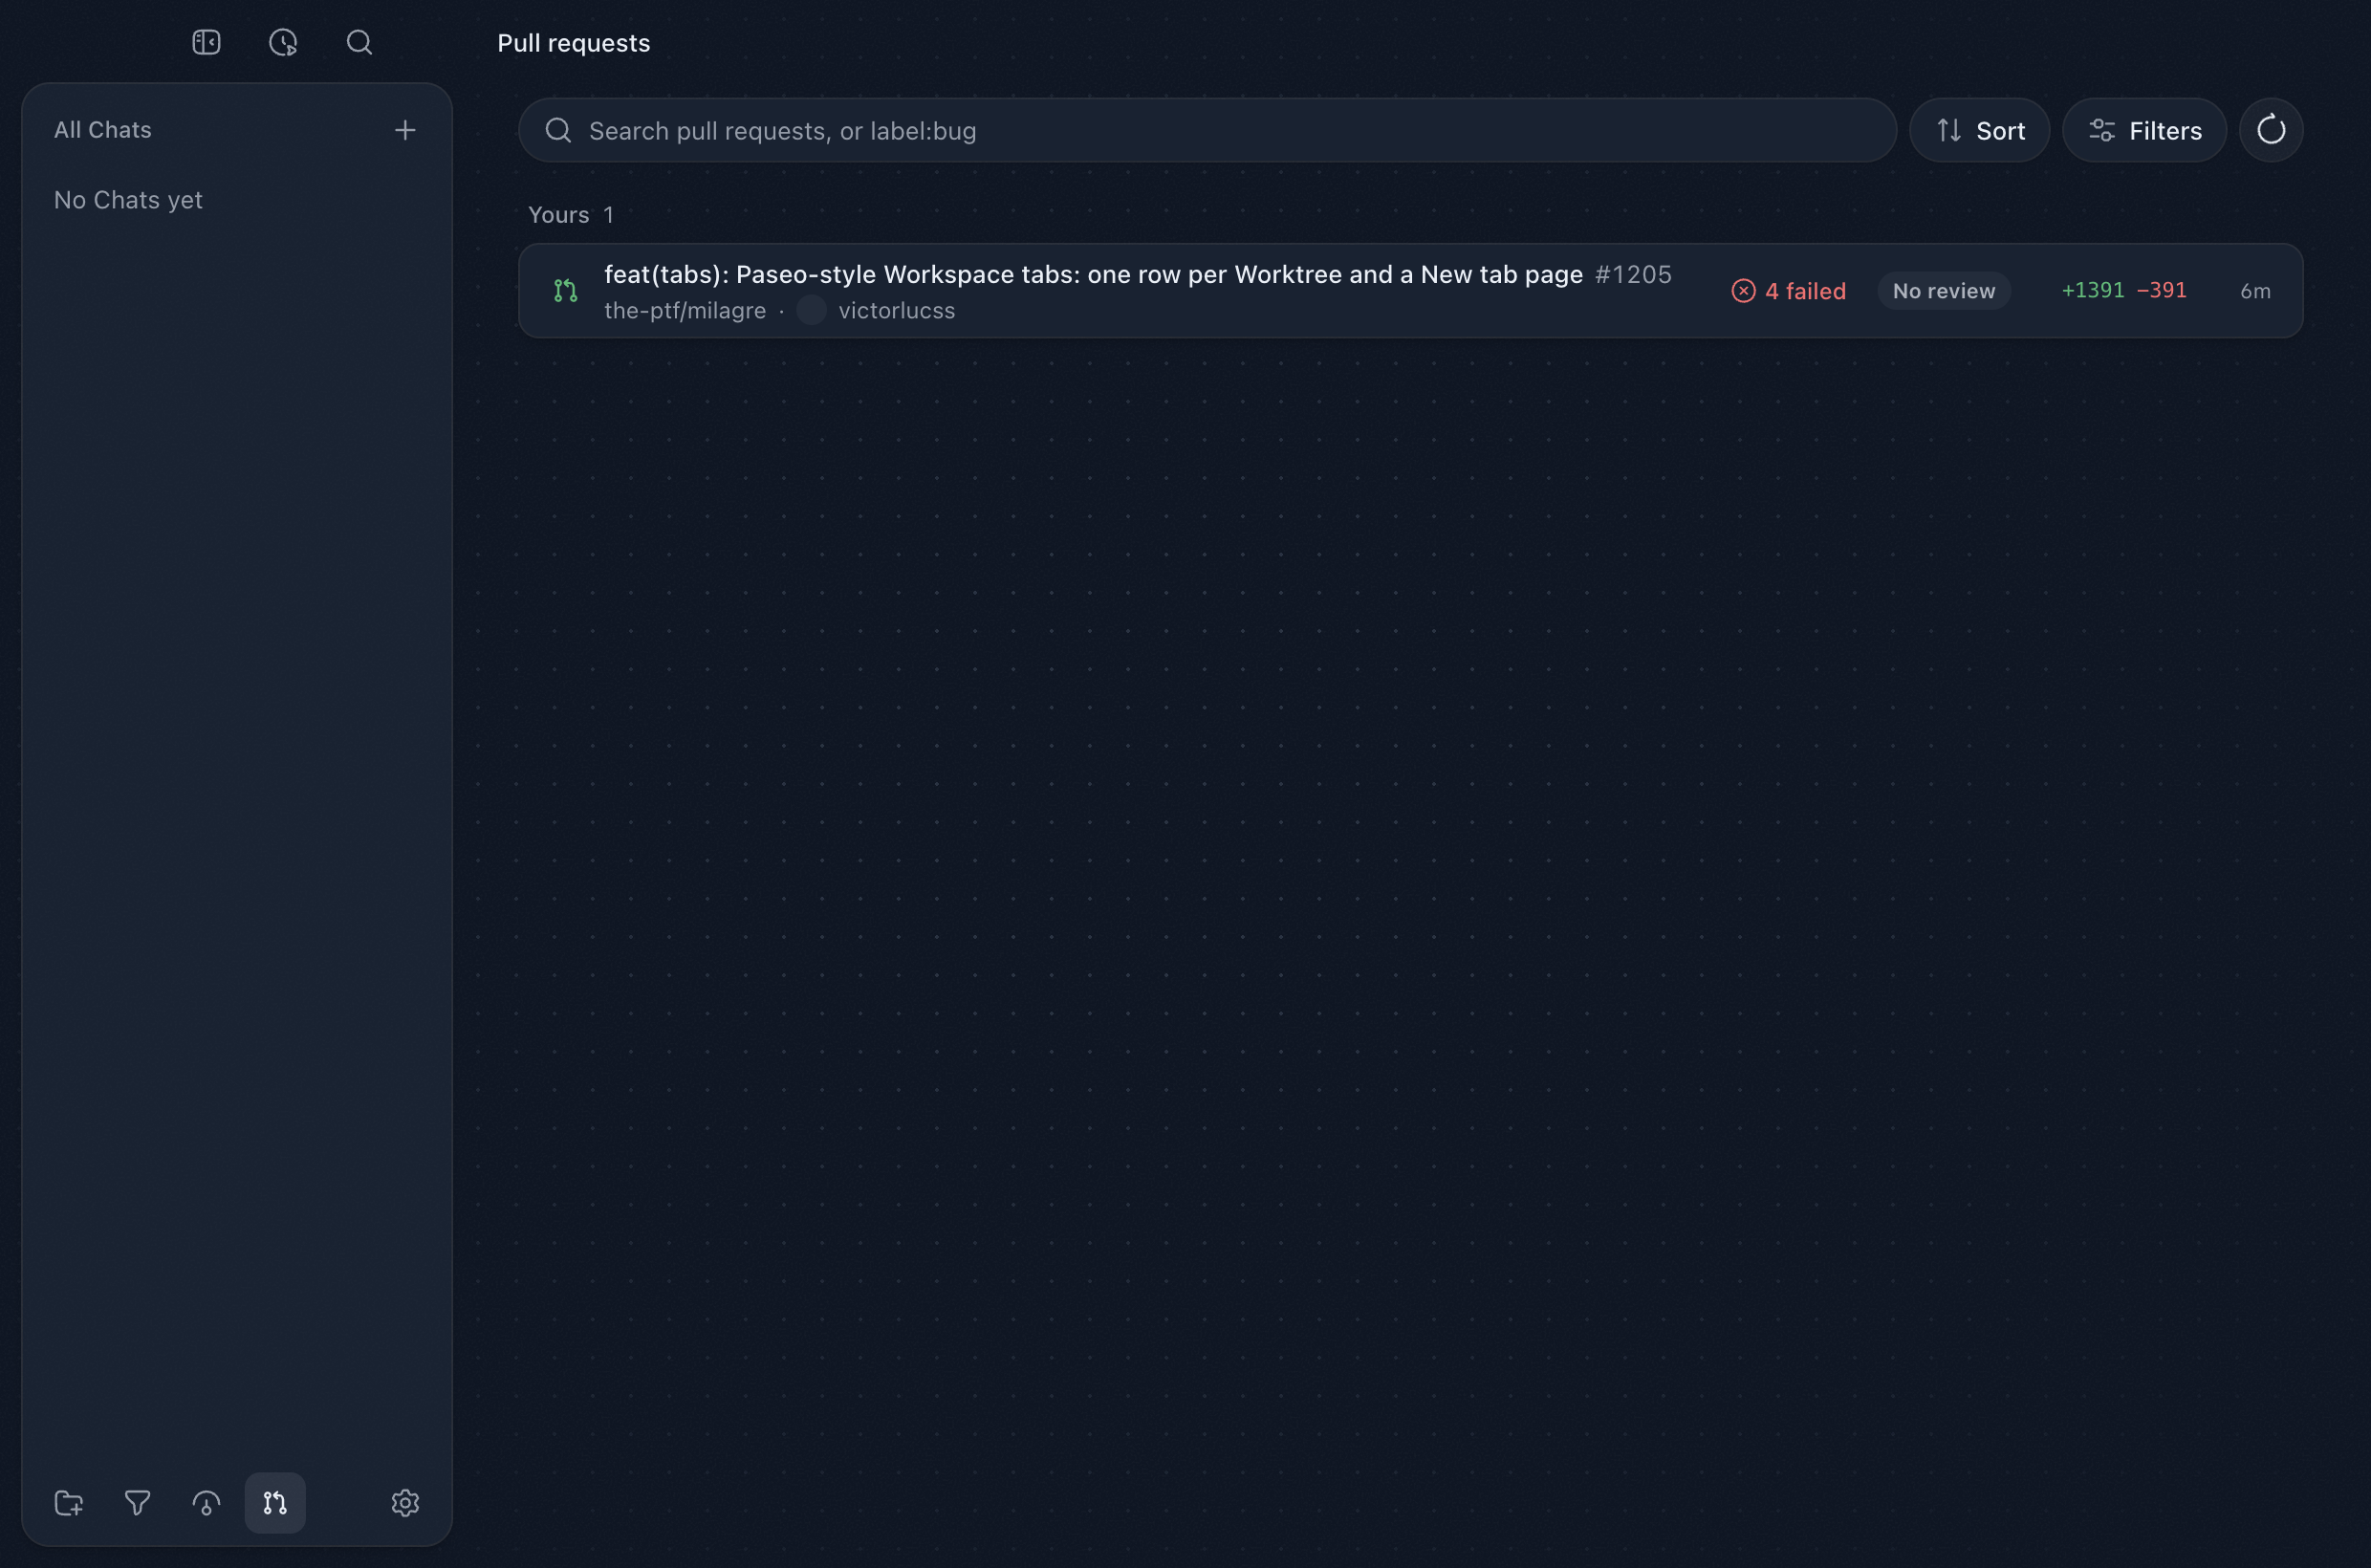 Pull requests
All Chats
No Chats yet
Search pull requests, or label:bug
Sort
Filters
Yours 1
feat(tabs): Paseo-style Workspace tabs: one row per Worktree and a New tab page #1205
the-ptf/milagre · victorlucss
4 failed
No review
+1391 −391
6m